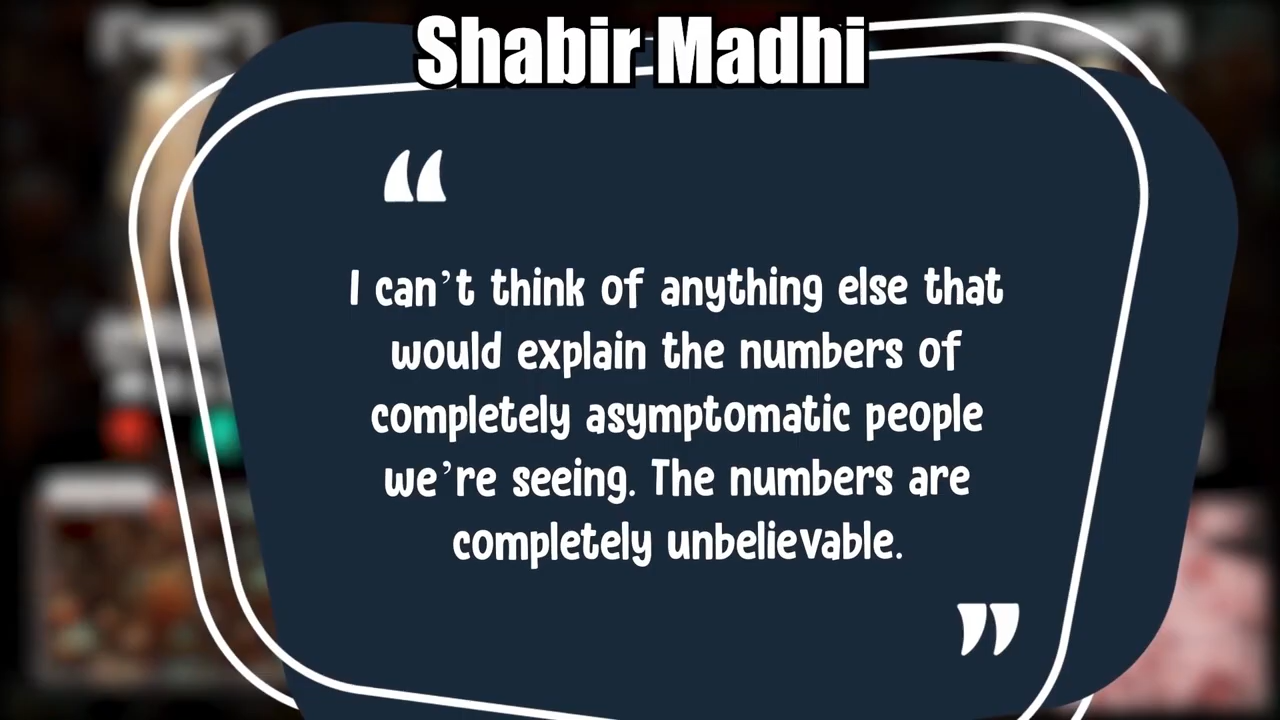 Shabir Madhi
“
I can’t think of anything else that
would explain the numbers of
completely asymptomatic people
we’re seeing. The numbers are
completely unbelievable.
”